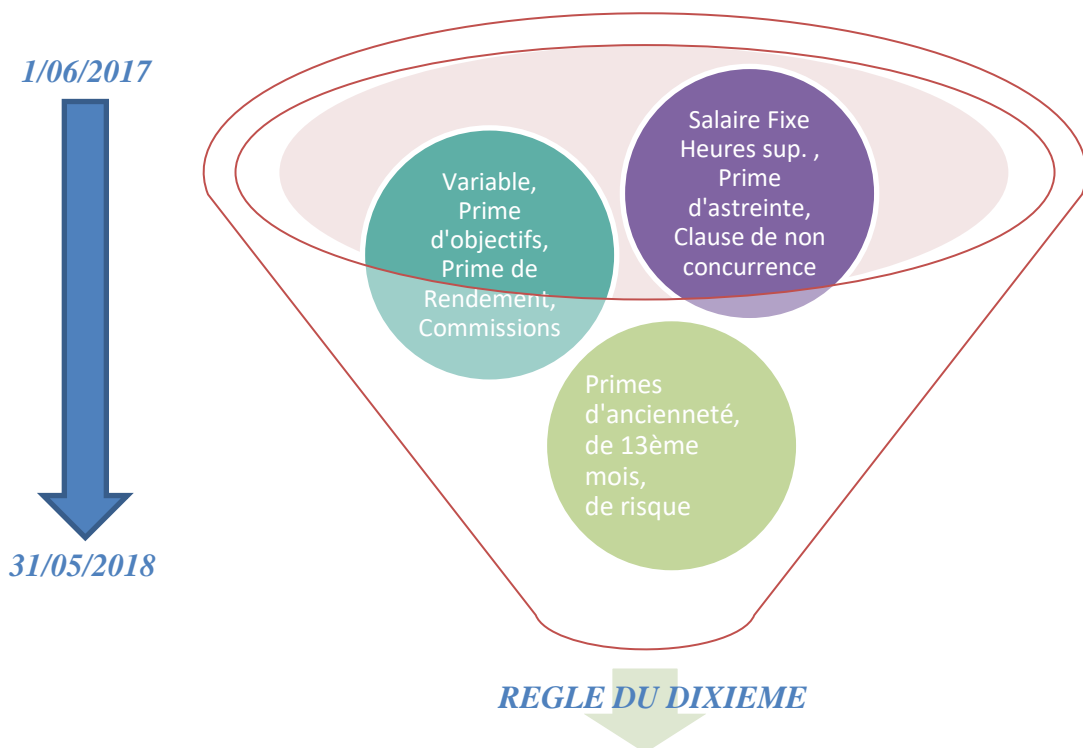 1/06/2017
31/05/2018
Variable,
Prime
d'objectifs,
Prime de
Rendement,
Commissions
Salaire Fixe
Heures sup. ,
Prime
d'astreinte,
Clause de non
concurrence
Primes
d'ancienneté,
de 13ème
mois,
de risque
REGLE DU DIXIEME